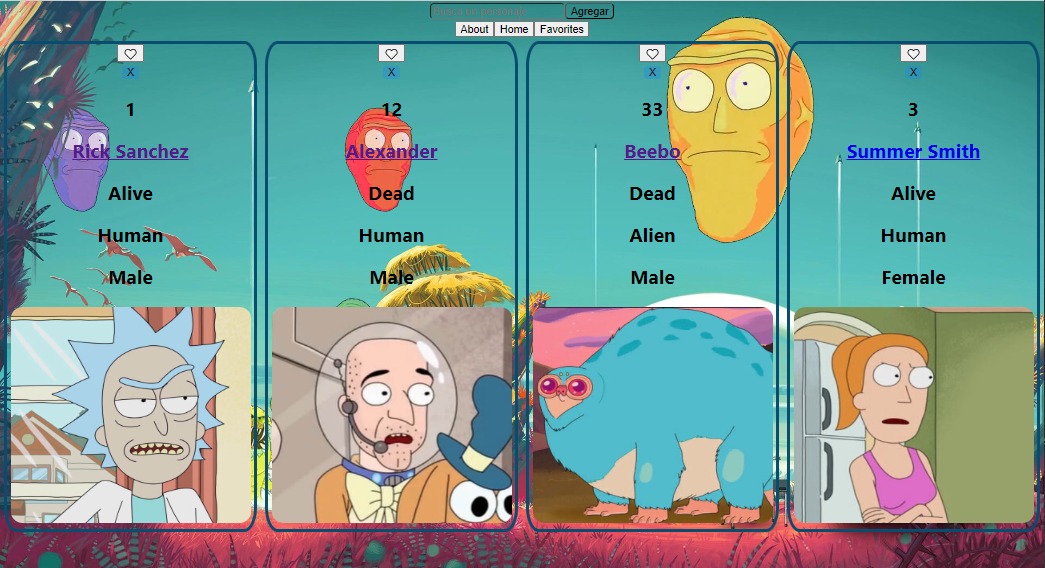 Agregar
About Home Favorites
X X X X
1 12 33 3
Rick Sanchez Alexander Beebo Summer Smith
Alive Dead Dead Alive
Human Human Alien Human
Male Male Male Female